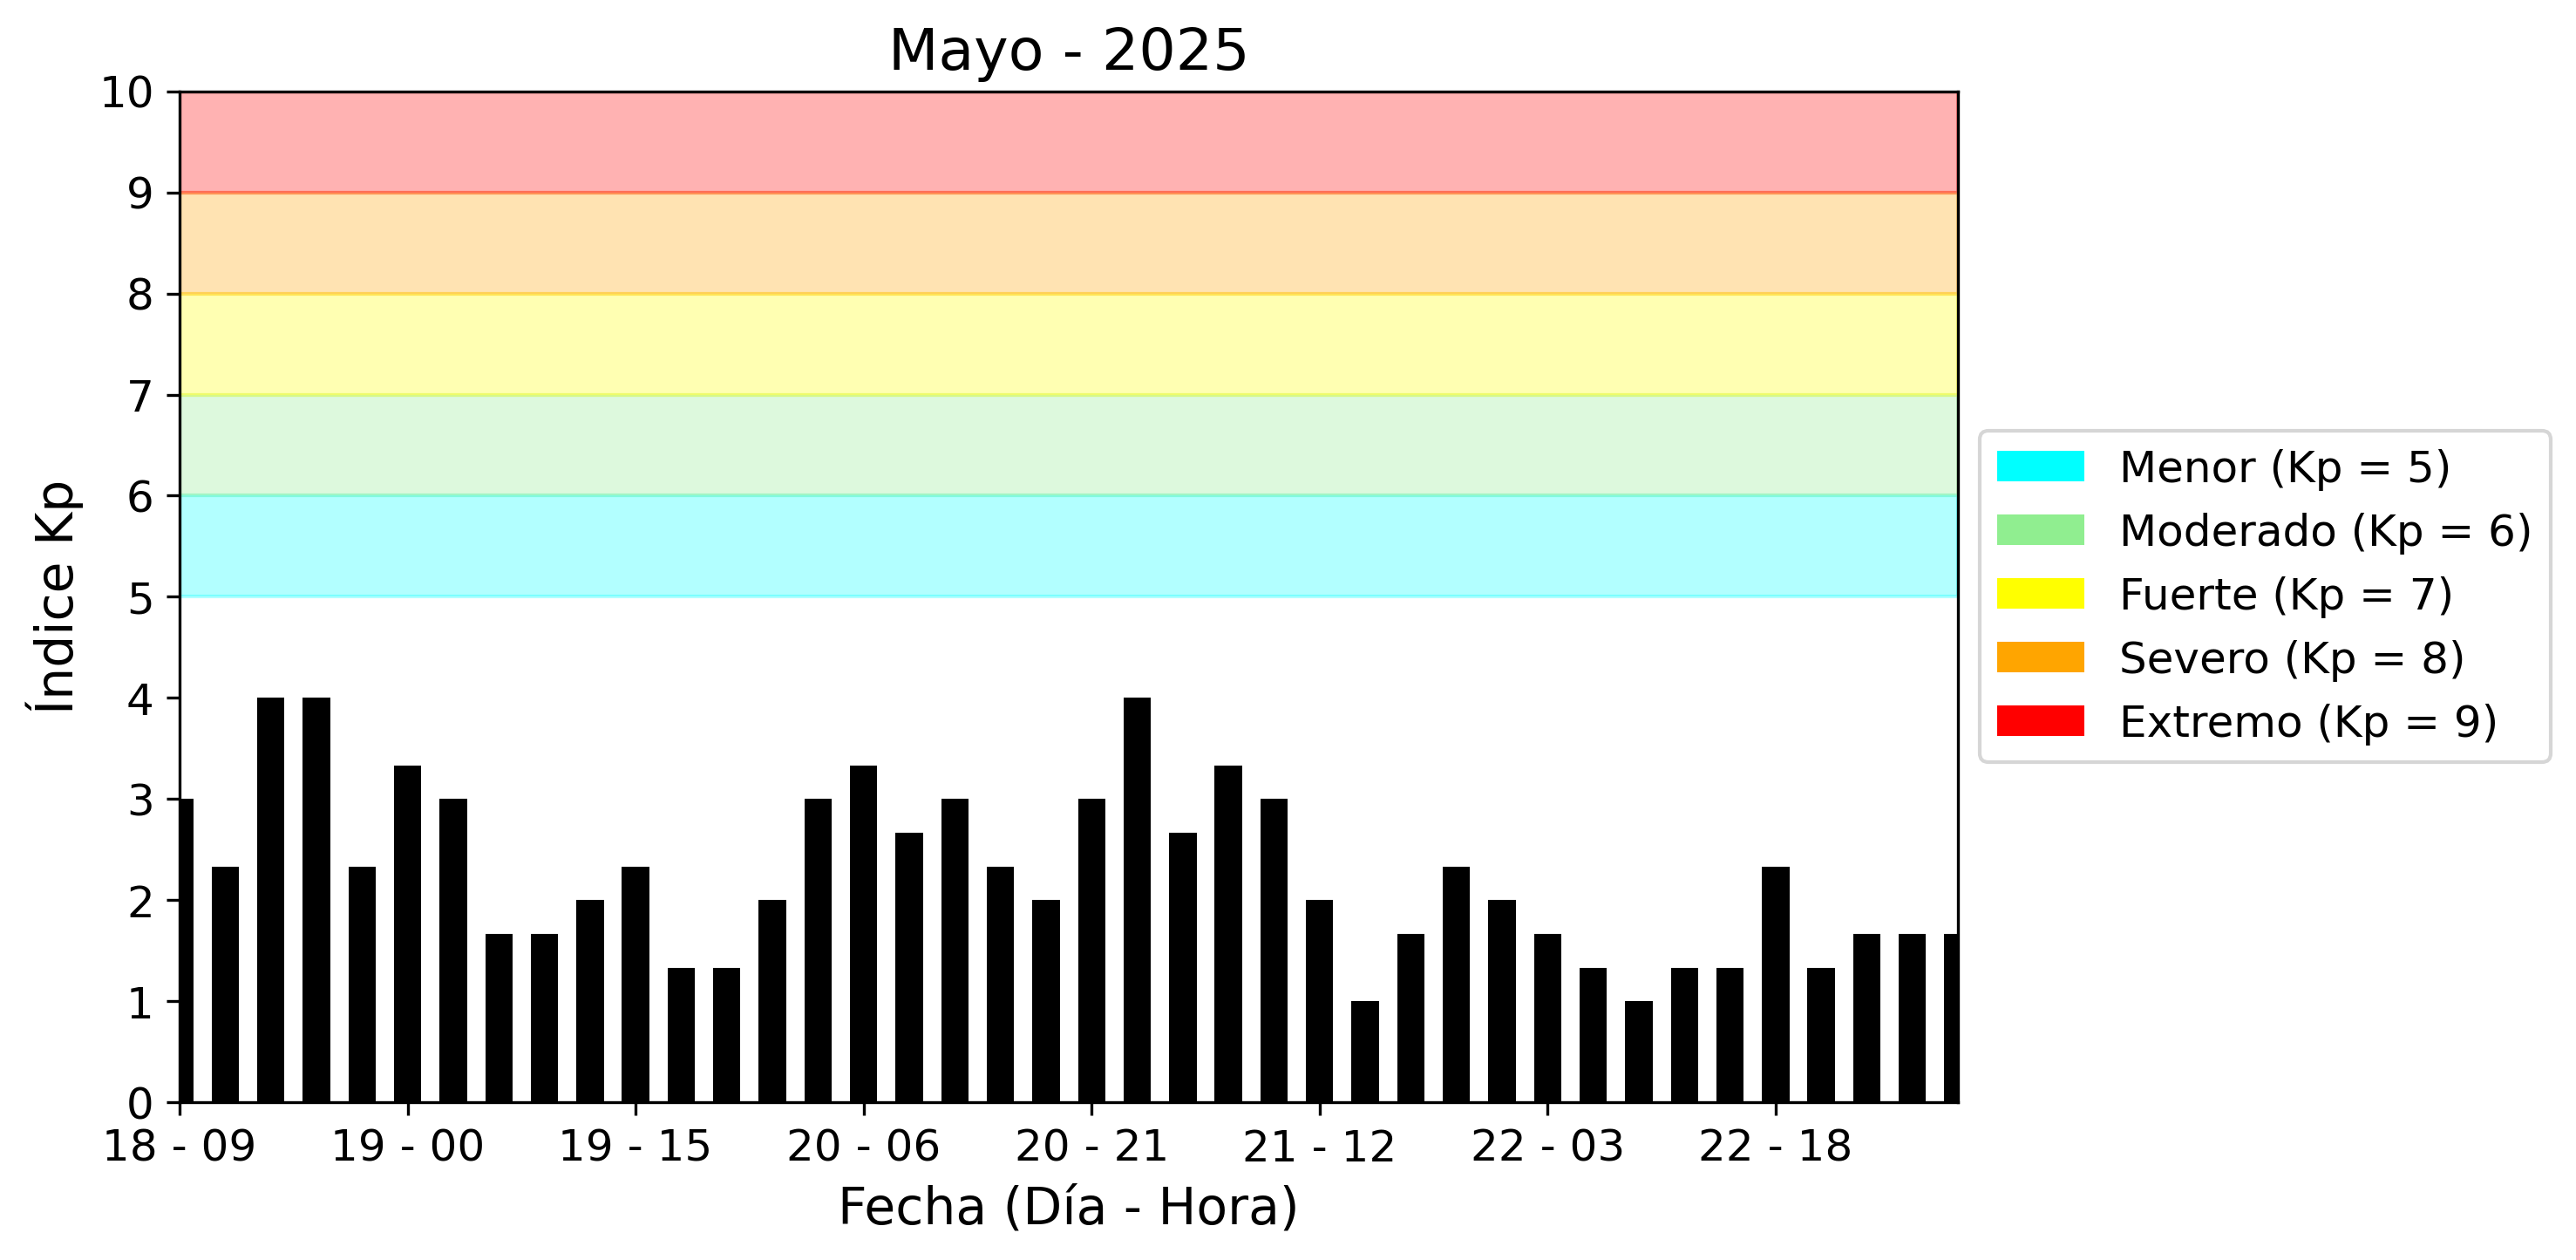 Mayo - 2025
Índice Kp
10
9
8
7
6
5
4
3
2
1
0
18 - 09
19 - 00
19 - 15
20 - 06
20 - 21
21 - 12
22 - 03
22 - 18
Fecha (Día - Hora)
Menor (Kp = 5)
Moderado (Kp = 6)
Fuerte (Kp = 7)
Severo (Kp = 8)
Extremo (Kp = 9)